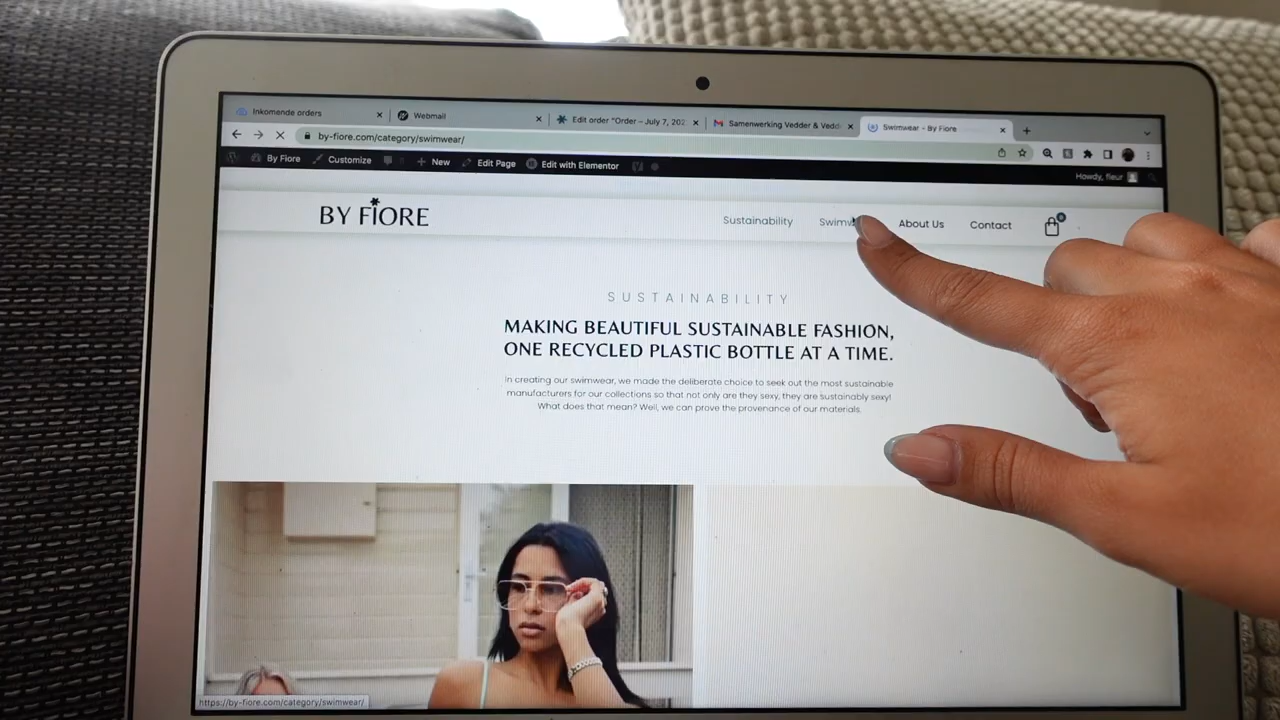 Inkomende orders
Webmail
Edit order "Order – July 7, 202
Samenwerking Vedder & Vedd
Swimwear - By Fiore
by-fiore.com/category/swimwear/
By Fiore
Customize
New
Edit Page
Edit with Elementor
Howdy, fleur
BY FIORE
Sustainability
Swimw
About Us
Contact
0
SUSTAINABILITY
MAKING BEAUTIFUL SUSTAINABLE FASHION,
ONE RECYCLED PLASTIC BOTTLE AT A TIME.
In creating our swimwear, we made the deliberate choice to seek out the most sustainable
manufacturers for our collections so that not only are they sexy, they are sustainably sexy!
What does that mean? Well, we can prove the provenance of our materials.
https://by-fiore.com/category/swimwear/